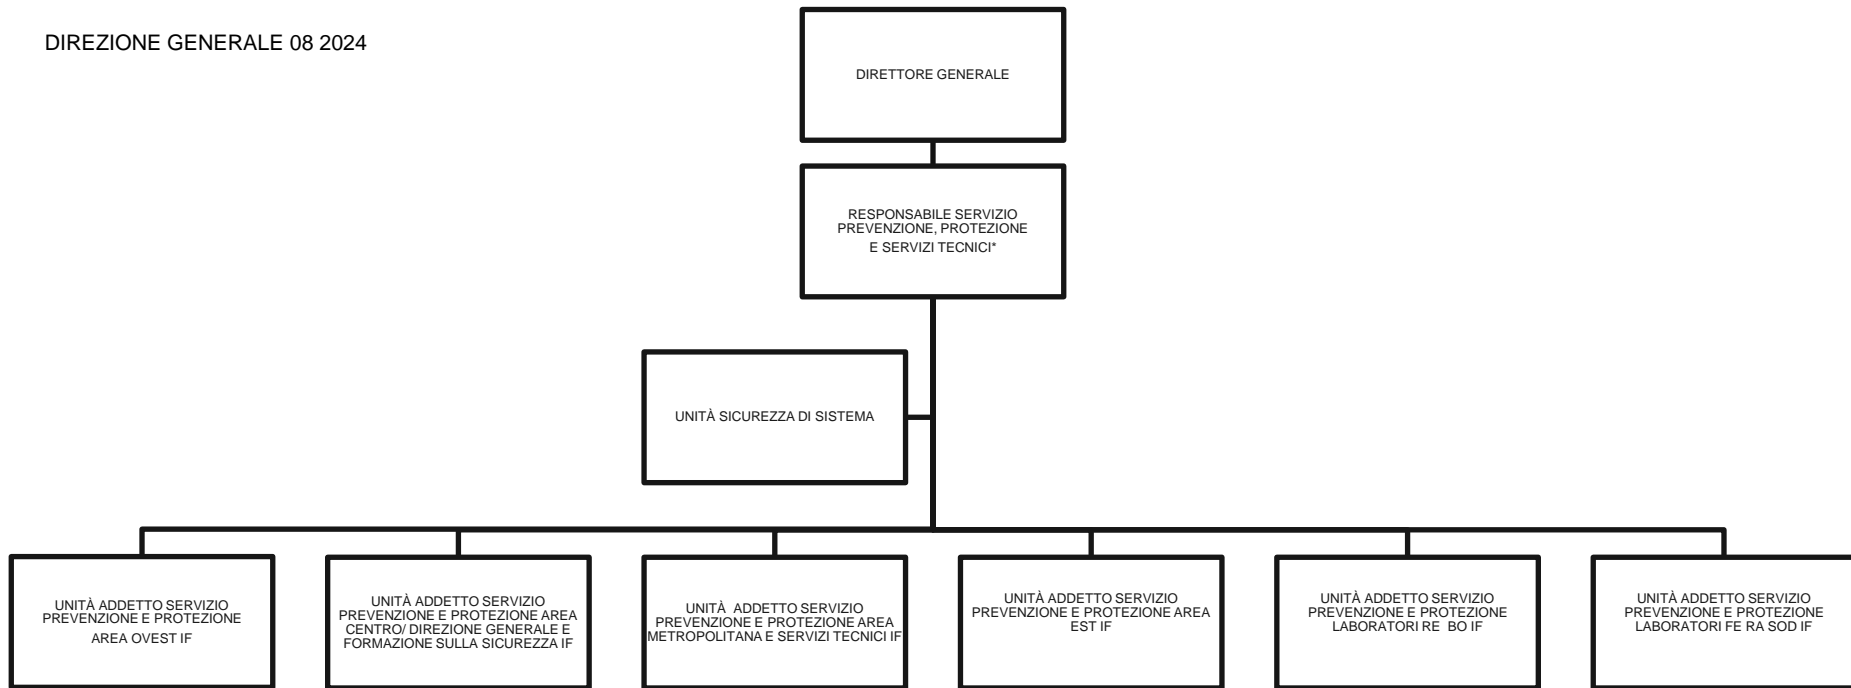 DIREZIONE GENERALE 08 2024
DIRETTORE GENERALE
RESPONSABILE SERVIZIO
PREVENZIONE, PROTEZIONE
E SERVIZI TECNICI*
UNITÀ SICUREZZA DI SISTEMA
UNITÀ ADDETTO SERVIZIO
PREVENZIONE E PROTEZIONE
AREA OVEST IF
UNITÀ ADDETTO SERVIZIO
PREVENZIONE E PROTEZIONE AREA
CENTRO/ DIREZIONE GENERALE E
FORMAZIONE SULLA SICUREZZA IF
UNITÀ  ADDETTO SERVIZIO
PREVENZIONE E PROTEZIONE AREA
METROPOLITANA E SERVIZI TECNICI IF
UNITÀ ADDETTO SERVIZIO
PREVENZIONE E PROTEZIONE AREA
EST IF
UNITÀ ADDETTO SERVIZIO
PREVENZIONE E PROTEZIONE
LABORATORI RE  BO IF
UNITÀ ADDETTO SERVIZIO
PREVENZIONE E PROTEZIONE
LABORATORI FE RA SOD IF